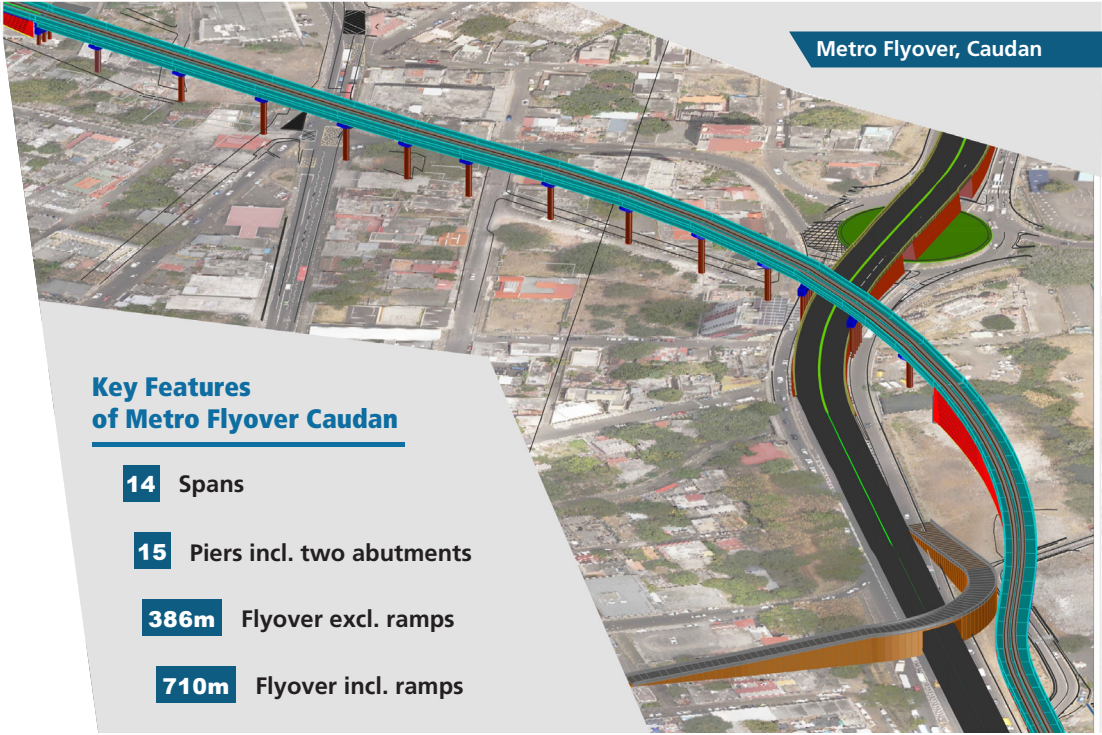 Metro Flyover, Caudan
Key Features
of Metro Flyover Caudan
14 Spans
15 Piers incl. two abutments
386m Flyover excl. ramps
710m Flyover incl. ramps